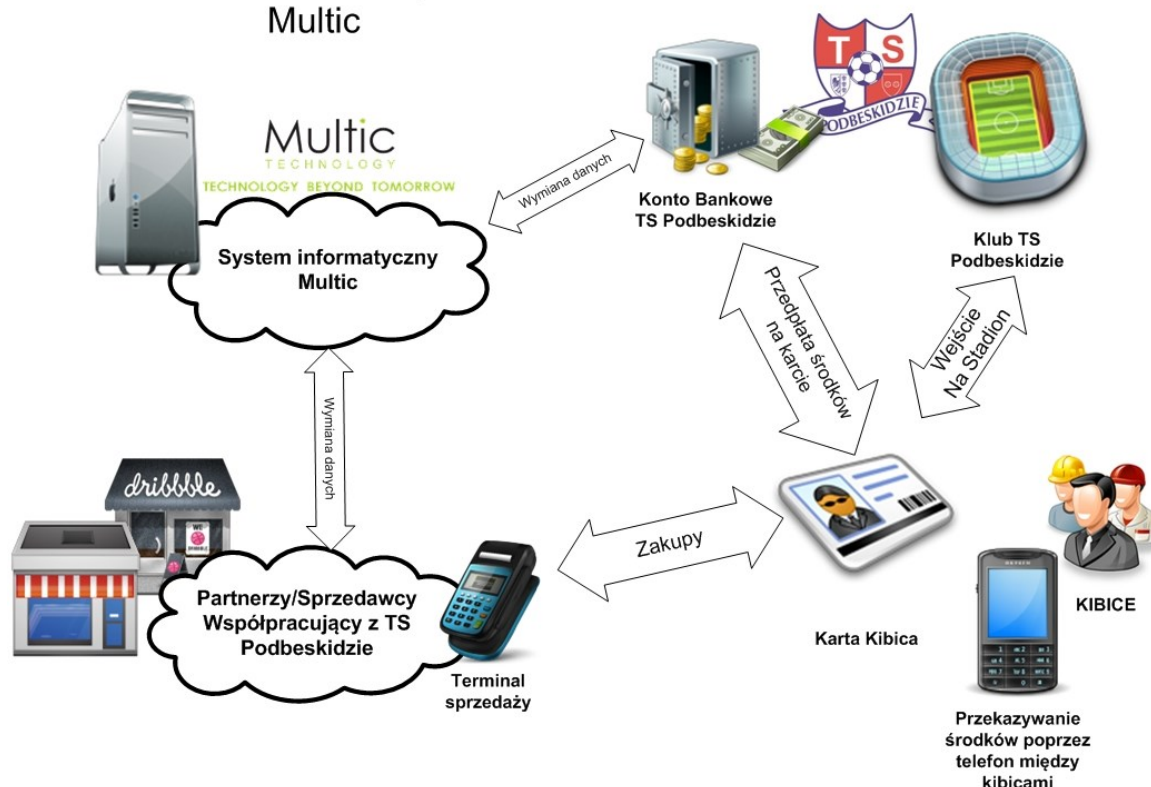 Multic
Multic
TECHNOLOGY
TECHNOLOGY BEYOND TOMORROW
System informatyczny
Multic
Wymiana danych
Konto Bankowe
TS Podbeskidzie
T S
PODBESKIDZIE
Klub TS
Podbeskidzie
Przedpłata środków
na karcie
Wejście
Na Stadion
Wymiana danych
dribbble
Partnerzy/Sprzedawcy
Współpracujący z TS
Podbeskidzie
Terminal
sprzedaży
Zakupy
Karta Kibica
KIBICE
Przekazywanie
środków poprzez
telefon między
kibicami